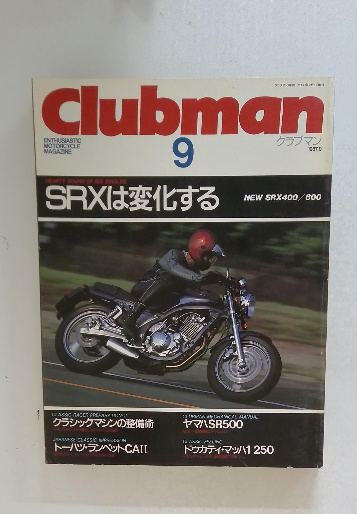 Clubman
ENTHUSIASTIC
MOTORCYCLE
MAGAZINE
9
クラブマン
SRXは変化する
NEW SRX400/600
クラシックマシンの整備術
ヤマハSR500
トーハツ・ランペットCAII
ドゥカティ・マッハ1 250